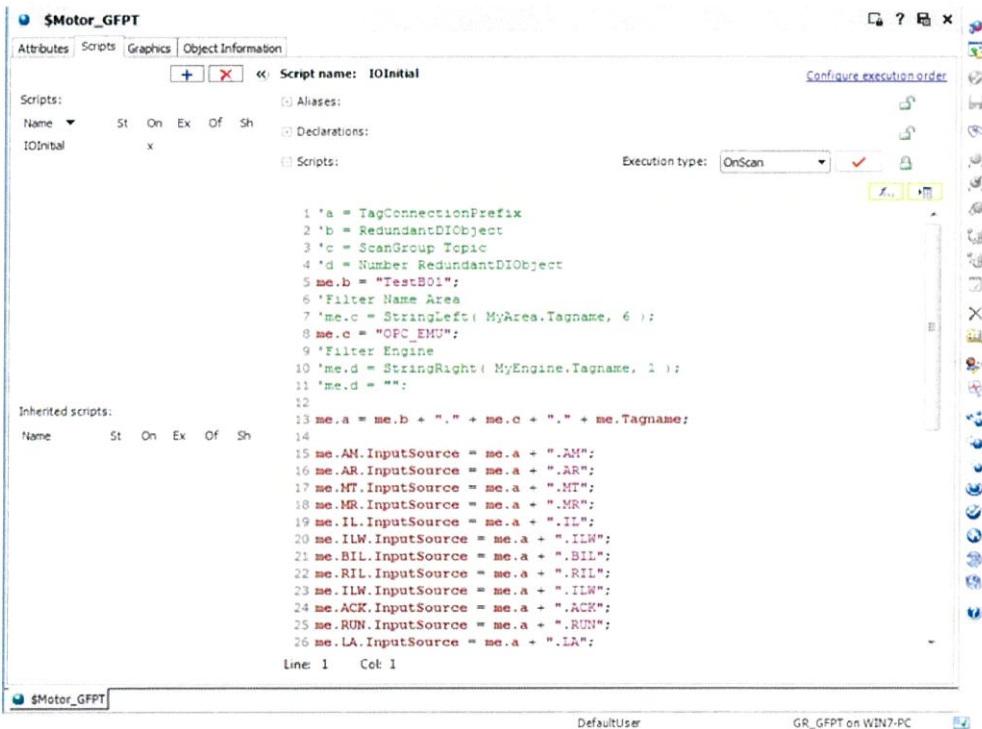 $Motor_GFPT
Attributes Scripts Graphics Object Information
Script name: IOInitial
Configure execution order
Scripts:
Aliases:
Name St On Ex Of Sh
Declarations:
IOInitial x
Scripts: Execution type: OnScan
1 'a = TagConnectionPrefix
2 'b = RedundantDIObject
3 'c = ScanGroup Topic
4 'd = Number RedundantDIObject
5 me.b = "TestB01";
6 'Filter Name Area
7 'me.c = StringLeft( MyArea.Tagname, 6 );
8 me.c = "OPC_EMU";
9 'Filter Engine
10 'me.d = StringRight( MyEngine.Tagname, 1 );
11 'me.d = "";
12
13 me.a = me.b + "." + me.c + "." + me.Tagname;
14
15 me.AM.InputSource = me.a + ".AM";
16 me.AR.InputSource = me.a + ".AR";
17 me.MT.InputSource = me.a + ".MT";
18 me.MR.InputSource = me.a + ".MR";
19 me.IL.InputSource = me.a + ".IL";
20 me.ILW.InputSource = me.a + ".ILW";
21 me.BIL.InputSource = me.a + ".BIL";
22 me.RIL.InputSource = me.a + ".RIL";
23 me.ILW.InputSource = me.a + ".ILW";
24 me.ACK.InputSource = me.a + ".ACK";
25 me.RUN.InputSource = me.a + ".RUN";
26 me.LA.InputSource = me.a + ".LA";
Inherited scripts:
Name St On Ex Of Sh
Line: 1 Col: 1
$Motor_GFPT
DefaultUser GR_GFPT on WIN7-PC